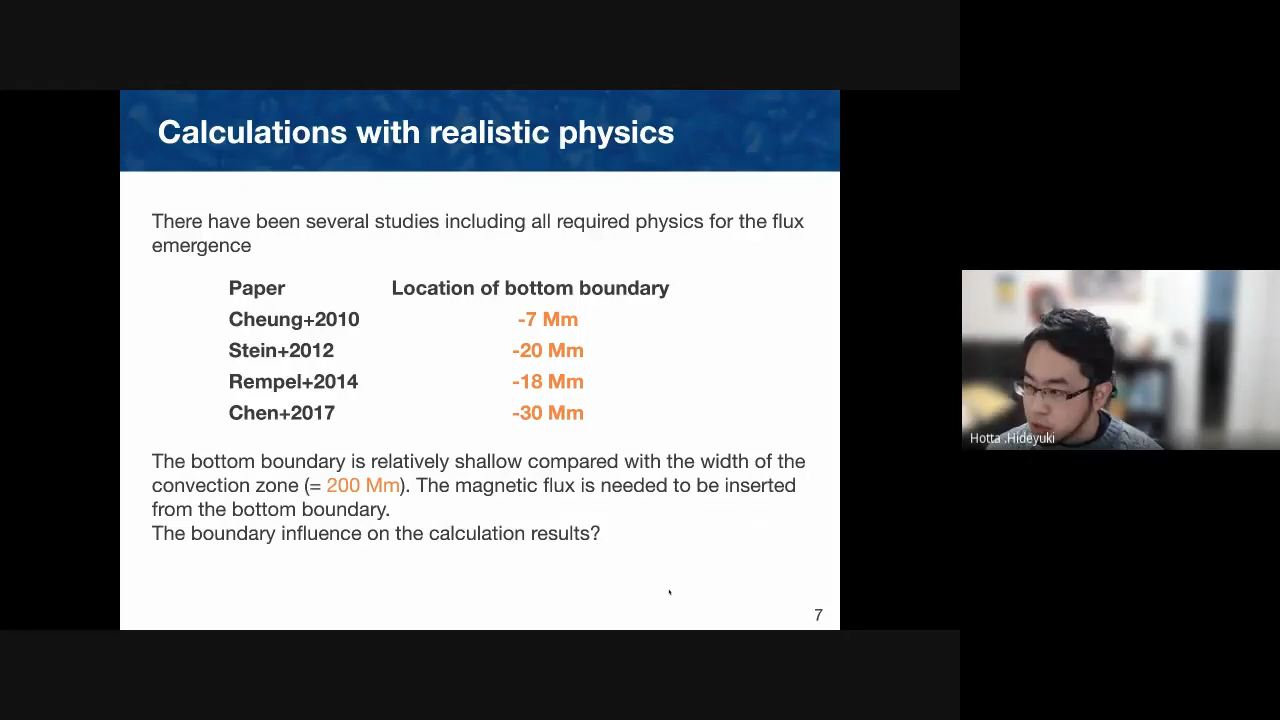 Calculations with realistic physics
There have been several studies including all required physics for the flux
emergence
Paper Location of bottom boundary
Cheung+2010 -7 Mm
Stein+2012 -20 Mm
Rempel+2014 -18 Mm
Chen+2017 -30 Mm
The bottom boundary is relatively shallow compared with the width of the
convection zone (= 200 Mm). The magnetic flux is needed to be inserted
from the bottom boundary.
The boundary influence on the calculation results?
7
Hotta .Hideyuki